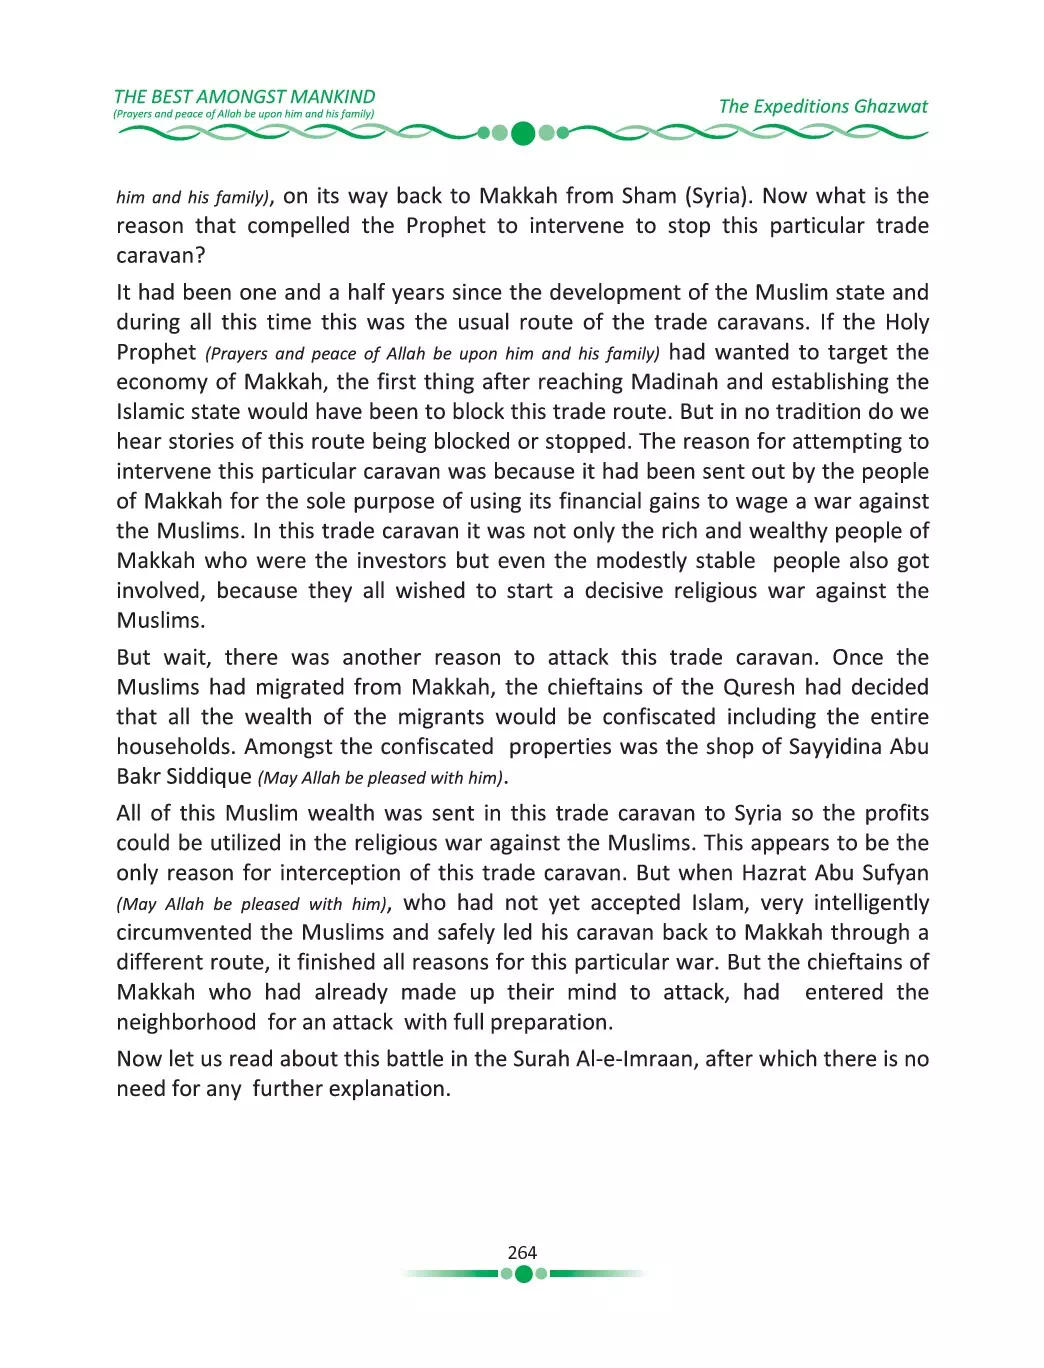 THE BEST AMONGST MANKIND
(Prayers and peace of Allah be upon him and his family)
The Expeditions Ghazwat
him and his family), on its way back to Makkah from Sham (Syria). Now what is the
reason that compelled the Prophet to intervene to stop this particular trade
caravan?
It had been one and a half years since the development of the Muslim state and
during all this time this was the usual route of the trade caravans. If the Holy
Prophet (Prayers and peace of Allah be upon him and his family) had wanted to target the
economy of Makkah, the first thing after reaching Madinah and establishing the
Islamic state would have been to block this trade route. But in no tradition do we
hear stories of this route being blocked or stopped. The reason for attempting to
intervene this particular caravan was because it had been sent out by the people
of Makkah for the sole purpose of using its financial gains to wage a war against
the Muslims. In this trade caravan it was not only the rich and wealthy people of
Makkah who were the investors but even the modestly stable people also got
involved, because they all wished to start a decisive religious war against the
Muslims.
But wait, there was another reason to attack this trade caravan. Once the
Muslims had migrated from Makkah, the chieftains of the Quresh had decided
that all the wealth of the migrants would be confiscated including the entire
households. Amongst the confiscated properties was the shop of Sayyidina Abu
Bakr Siddique (May Allah be pleased with him).
All of this Muslim wealth was sent in this trade caravan to Syria so the profits
could be utilized in the religious war against the Muslims. This appears to be the
only reason for interception of this trade caravan. But when Hazrat Abu Sufyan
(May Allah be pleased with him), who had not yet accepted Islam, very intelligently
circumvented the Muslims and safely led his caravan back to Makkah through a
different route, it finished all reasons for this particular war. But the chieftains of
Makkah who had already made up their mind to attack, had entered the
neighborhood for an attack with full preparation.
Now let us read about this battle in the Surah Al-e-Imraan, after which there is no
need for any further explanation.
264